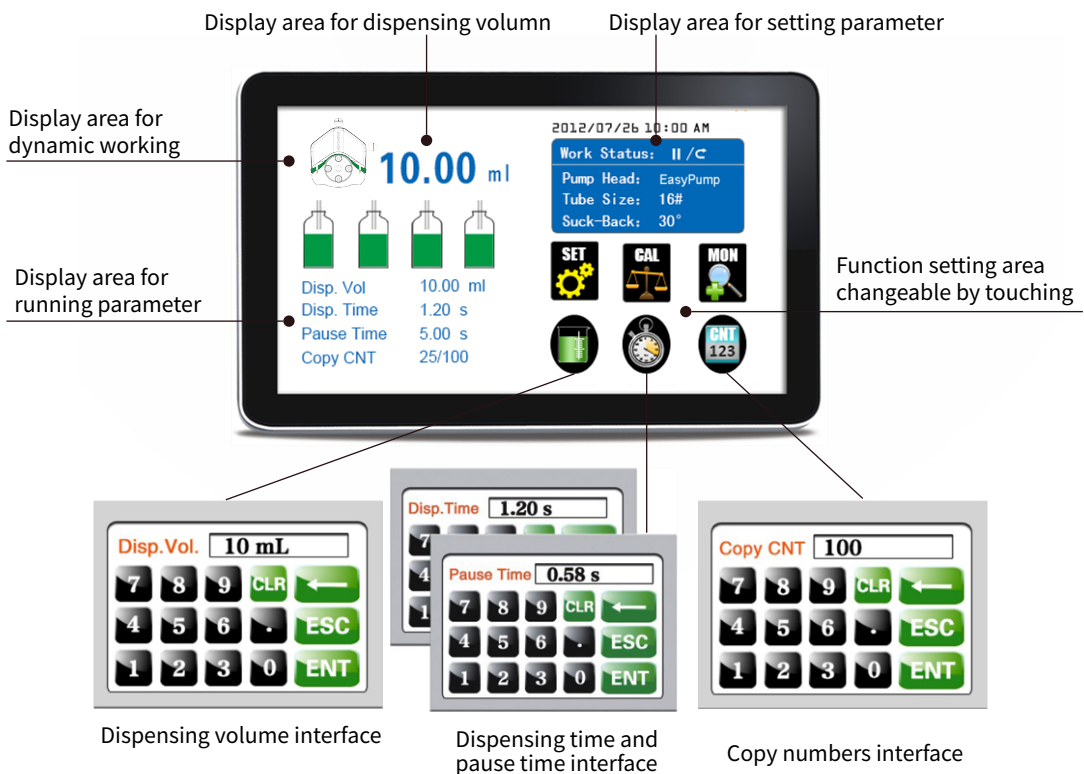 Display area for dispensing volumn
Display area for setting parameter
Display area for
dynamic working
10.00 ml
2012/07/26 10:00 AM
Work Status: II /
Pump Head: EasyPump
Tube Size: 16#
Suck-Back: 30°
SET
CAL
MON
Display area for
running parameter
Disp. Vol 10.00 ml
Disp. Time 1.20 s
Pause Time 5.00 s
Copy CNT 25/100
CNT
123
Function setting area
changeable by touching
Disp.Vol. 10 mL
7 8 9 CLR ←
4 5 6 . ESC
1 2 3 0 ENT
Dispensing volume interface
Disp.Time 1.20 s
7
4
1
Pause Time 0.58 s
7 8 9 CLR ←
4 5 6 . ESC
1 2 3 0 ENT
Dispensing time and
pause time interface
Copy CNT 100
7 8 9 CLR ←
4 5 6 . ESC
1 2 3 0 ENT
Copy numbers interface